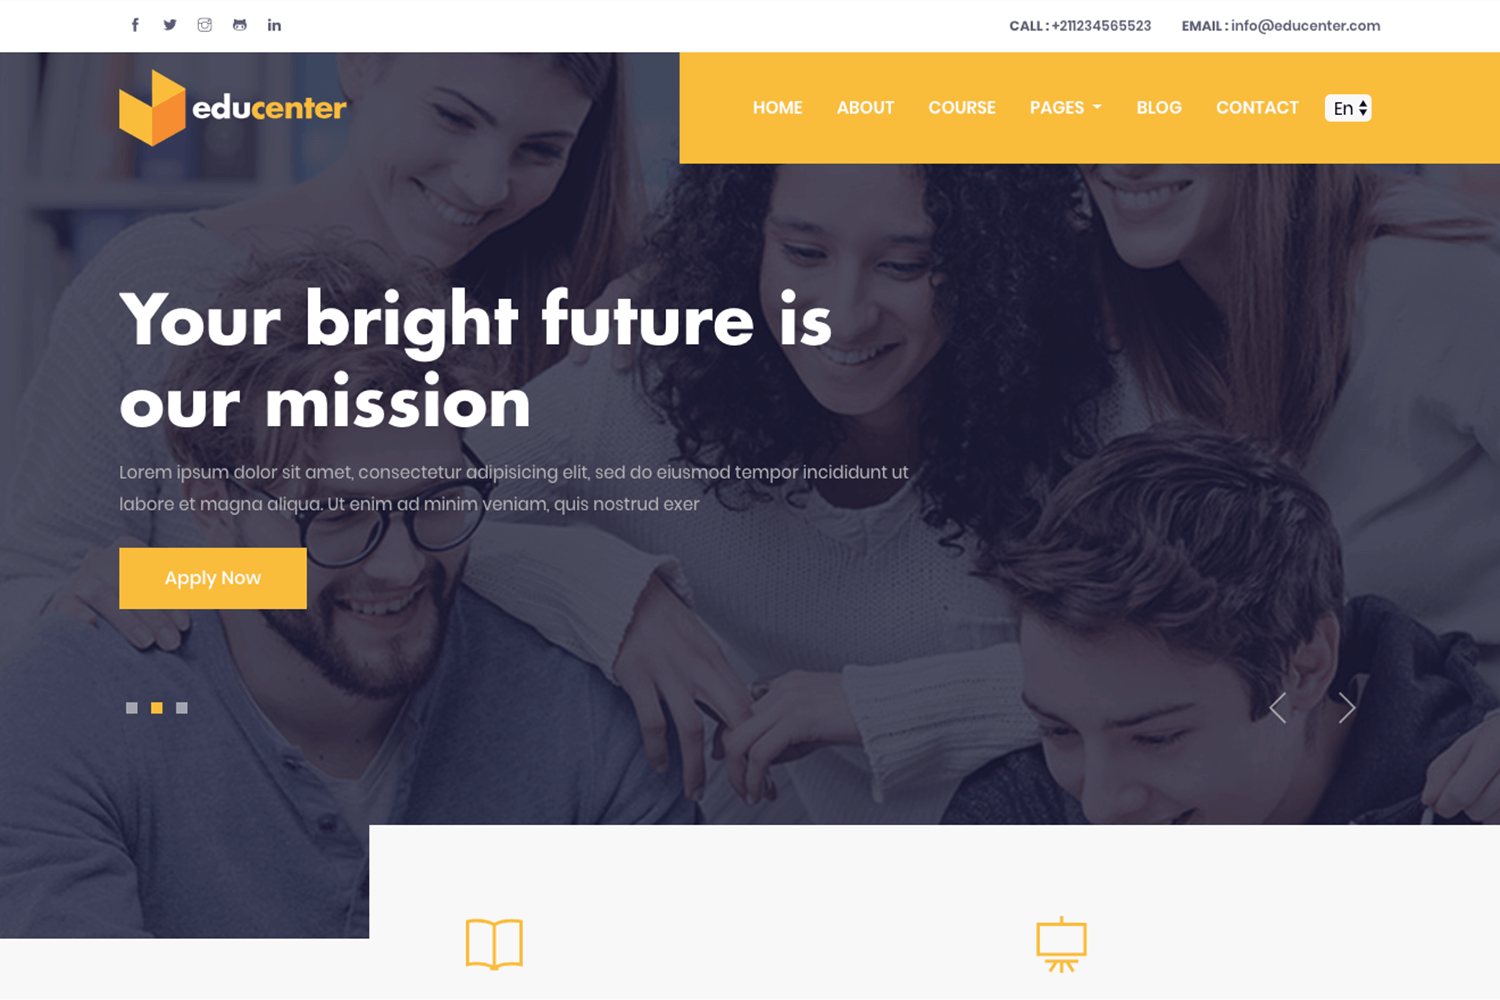 CALL : +211234565523 EMAIL : info@educenter.com
educenter
HOME ABOUT COURSE PAGES BLOG CONTACT En
Your bright future is
our mission
Lorem ipsum dolor sit amet, consectetur adipisicing elit, sed do eiusmod tempor incididunt ut
labore et magna aliqua. Ut enim ad minim veniam, quis nostrud exer
Apply Now